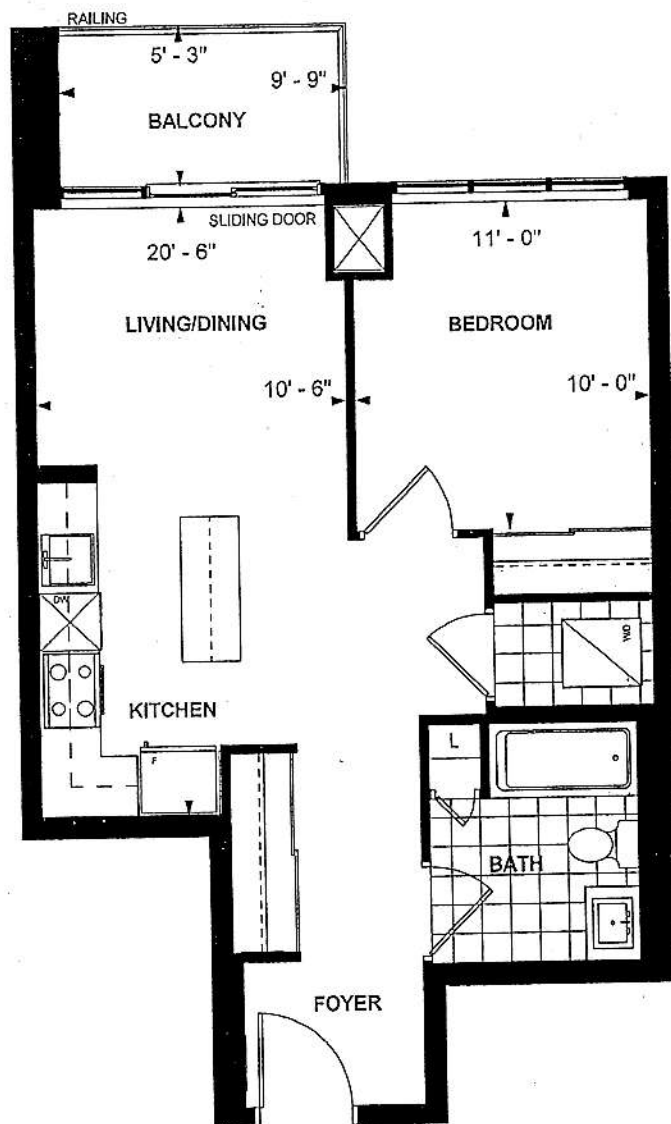 RAILING
5' - 3"
9' - 9"
BALCONY
SLIDING DOOR
20' - 6"
11' - 0"
LIVING/DINING
BEDROOM
10' - 6"
10' - 0"
DW
W/D
KITCHEN
F
L
BATH
FOYER